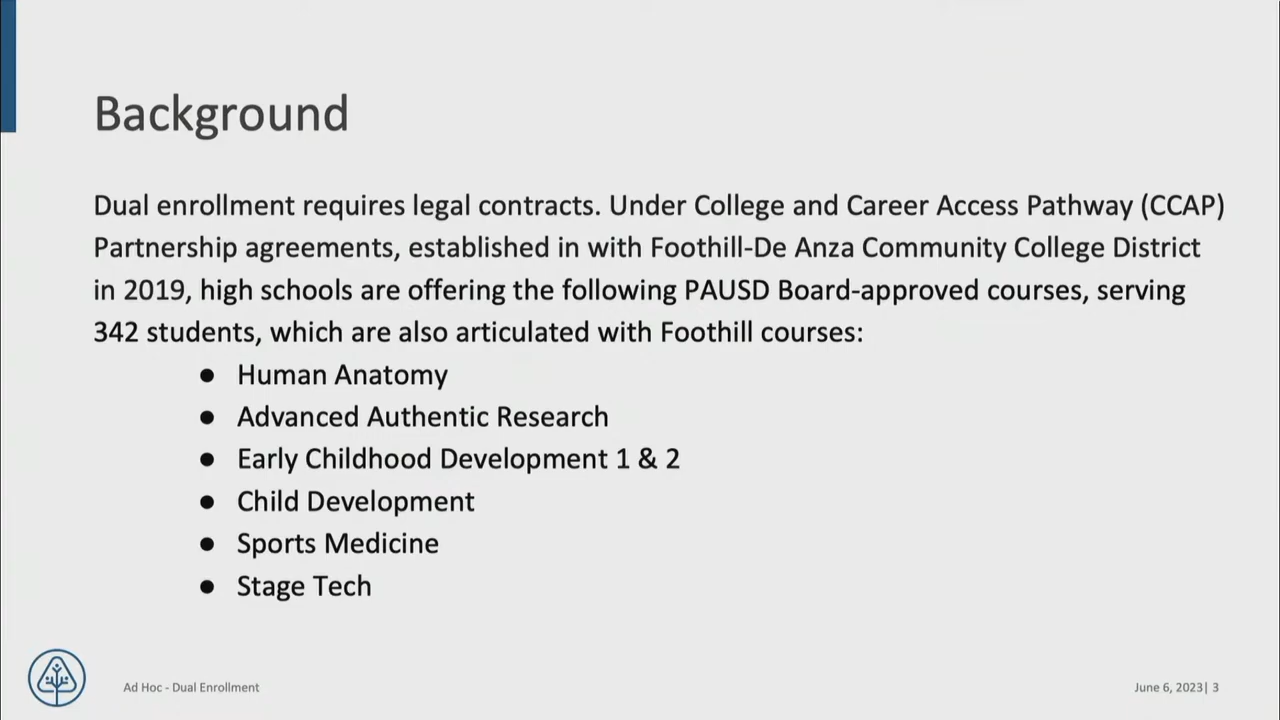 Background
Dual enrollment requires legal contracts. Under College and Career Access Pathway (CCAP)
Partnership agreements, established in with Foothill-De Anza Community College District
in 2019, high schools are offering the following PAUSD Board-approved courses, serving
342 students, which are also articulated with Foothill courses:
● Human Anatomy
● Advanced Authentic Research
● Early Childhood Development 1 & 2
● Child Development
● Sports Medicine
● Stage Tech
Ad Hoc - Dual Enrollment
June 6, 2023| 3